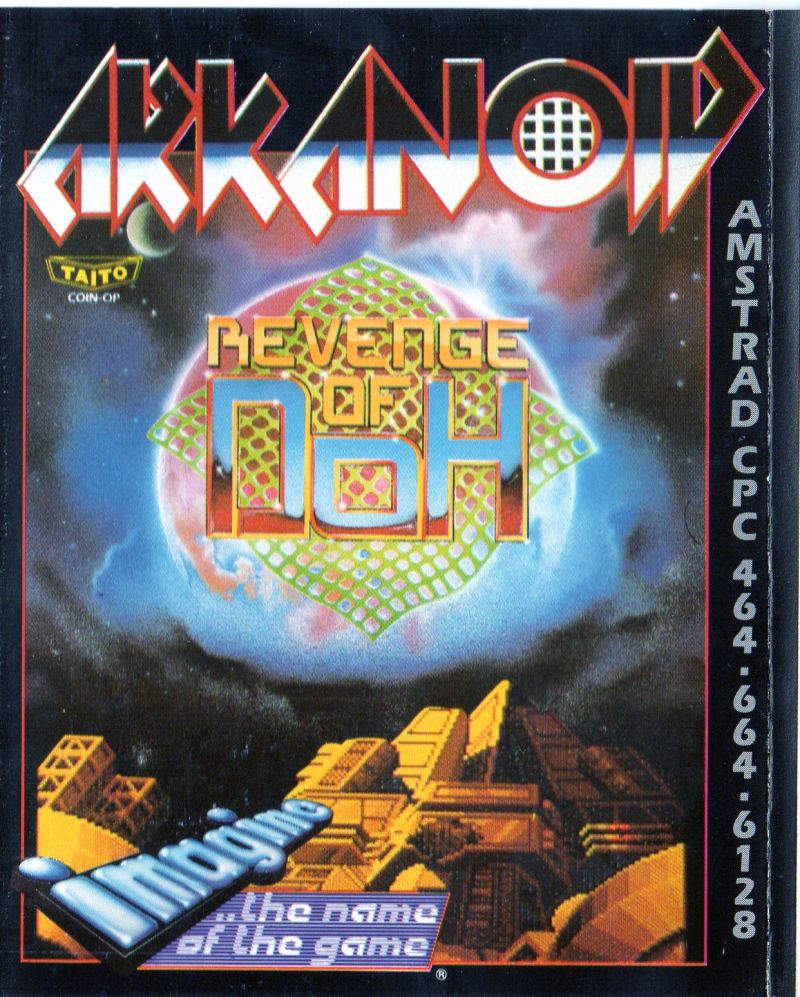 ARKANOID
TAITO
COIN-OP
REVENGE
OF
DOH
imagine
...the name
of the game
®
AMSTRAD CPC 464·664·6128